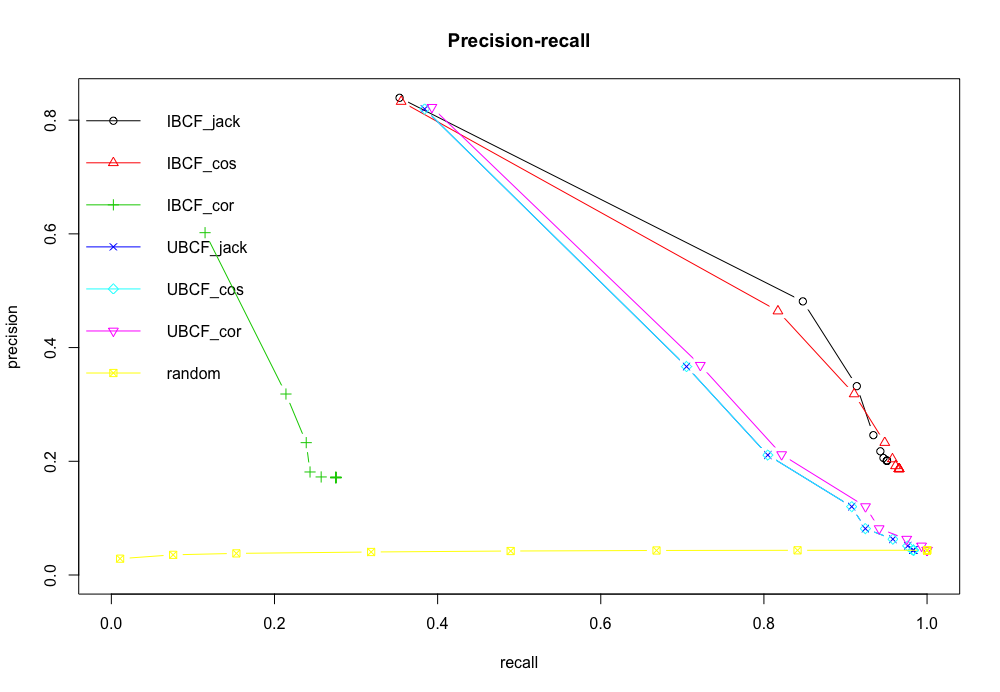 Precision-recall
precision
0.8
0.6
0.4
0.2
0.0
IBCF_jack
IBCF_cos
IBCF_cor
UBCF_jack
UBCF_cos
UBCF_cor
random
0.0 0.2 0.4 0.6 0.8 1.0
recall